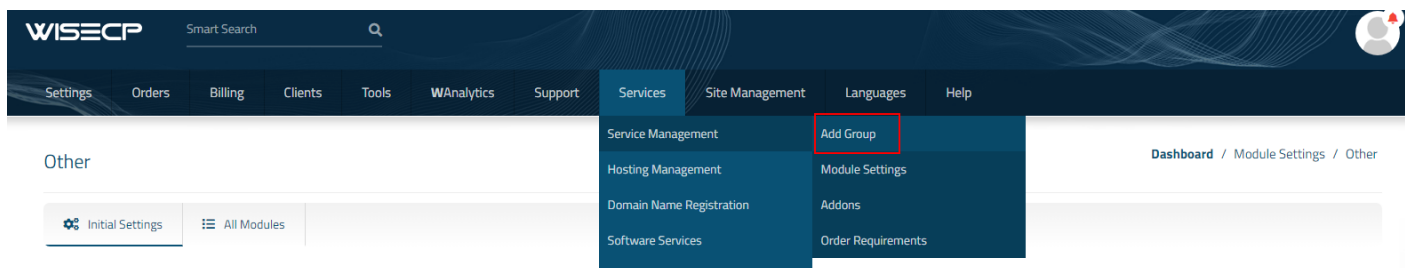 WISECP Smart Search
Settings Orders Billing Clients Tools WAnalytics Support Services Site Management Languages Help
Service Management Add Group
Other Dashboard / Module Settings / Other
Hosting Management Module Settings
Domain Name Registration Addons
Initial Settings All Modules
Software Services Order Requirements